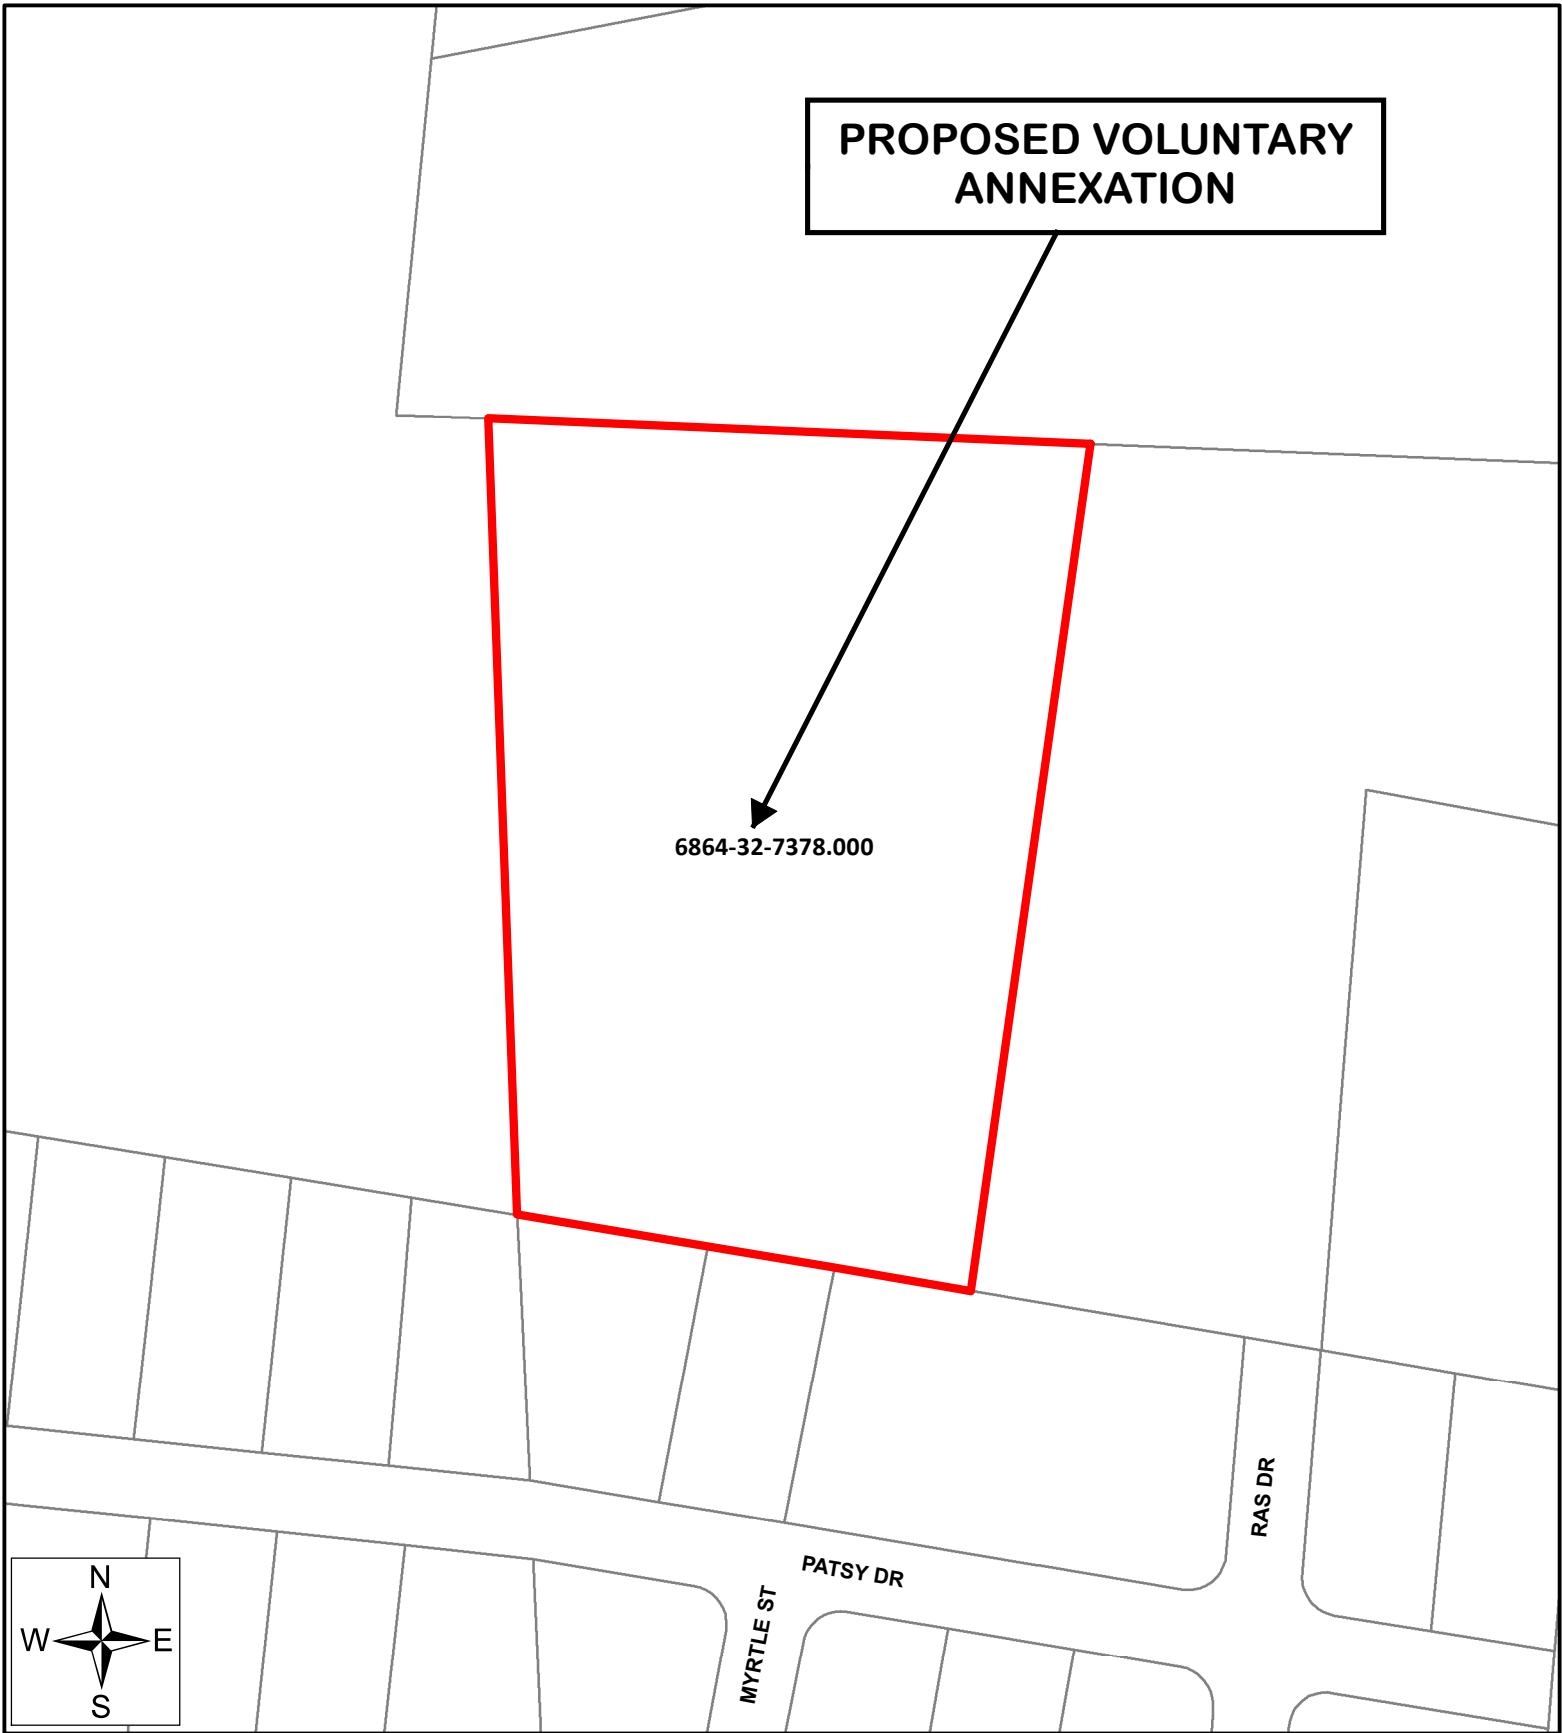 PROPOSED VOLUNTARY
ANNEXATION
6864-32-7378.000
RAS DR
PATSY DR
MYRTLE ST
N
W E
S